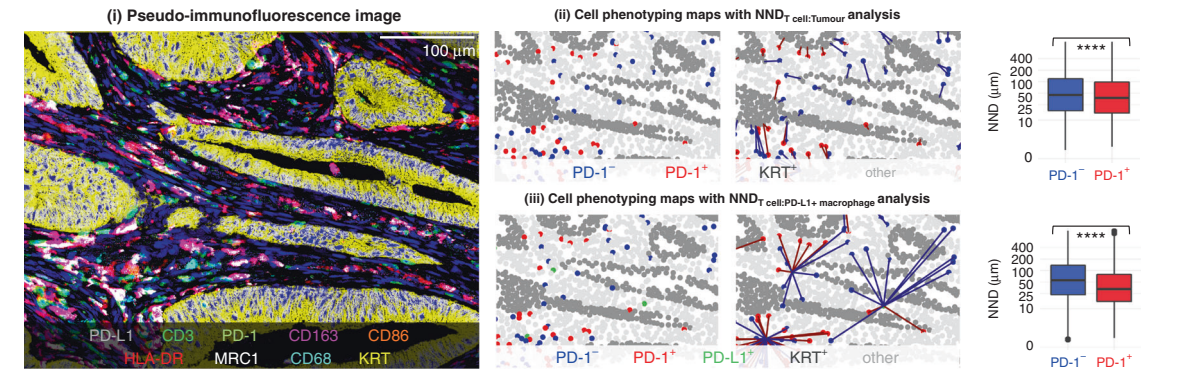 (i) Pseudo-immunofluorescence image
100 μm
PD-L1 CD3 PD-1 CD163 CD86
HLA-DR MRC1 CD68 KRT
(ii) Cell phenotyping maps with NND T cell:Tumour analysis
PD-1⁻ PD-1⁺ KRT⁺ other
NND (μm)
400
200
100
50
25
10
0
****
PD-1⁻ PD-1⁺
(iii) Cell phenotyping maps with NND T cell:PD-L1+ macrophage analysis
PD-1⁻ PD-1⁺ PD-L1⁺ KRT⁺ other
NND (μm)
400
200
100
50
25
10
0
****
PD-1⁻ PD-1⁺